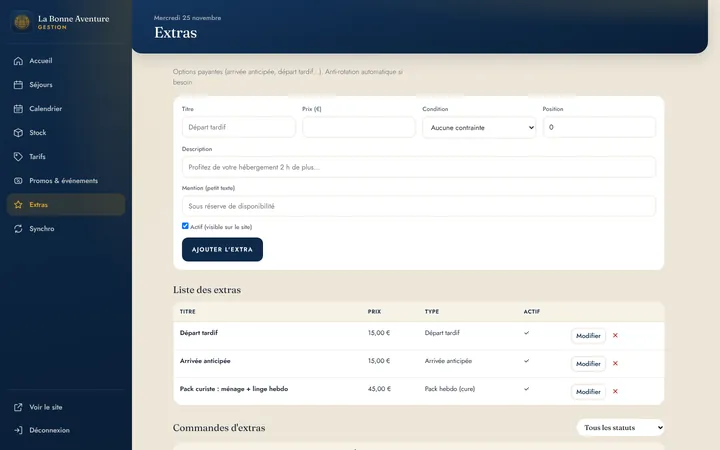 La Bonne Aventure
GESTION
Accueil
Séjours
Calendrier
Stock
Tarifs
Promos & événements
Extras
Synchro
Voir le site
Déconnexion
Mercredi 25 novembre
Extras
Options payantes (arrivée anticipée, départ tardif…). Anti-rotation automatique si
besoin.
Titre Prix (€) Condition Position
Départ tardif Aucune contrainte 0
Description
Profitez de votre hébergement 2 h de plus…
Mention (petit texte)
Sous réserve de disponibilité
Actif (visible sur le site)
AJOUTER L'EXTRA
Liste des extras
TITRE PRIX TYPE ACTIF
Départ tardif 15,00 € Départ tardif ✓ Modifier ✕
Arrivée anticipée 15,00 € Arrivée anticipée ✓ Modifier ✕
Pack curiste : ménage + linge hebdo 45,00 € Pack hebdo (cure) ✓ Modifier ✕
Commandes d'extras Tous les statuts